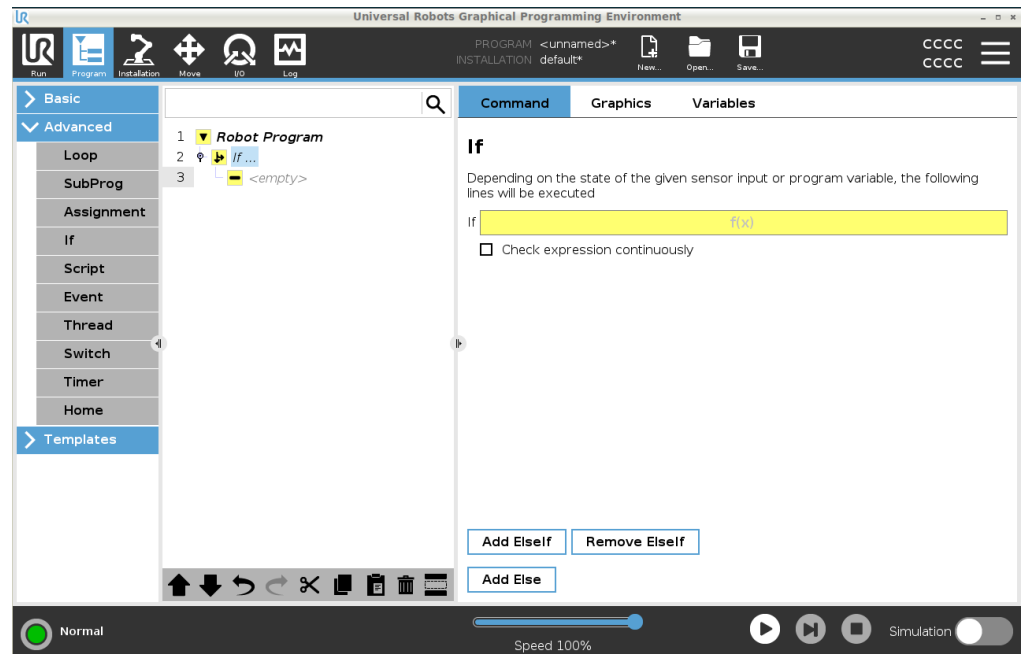 Universal Robots Graphical Programming Environment
Run
Program
Installation
Move
I/O
Log
PROGRAM <unnamed>*
INSTALLATION default*
New...
Open...
Save...
CCCC
CCCC
Basic
Advanced
Loop
SubProg
Assignment
If
Script
Event
Thread
Switch
Timer
Home
Templates
1 Robot Program
2 If ...
3 <empty>
Command Graphics Variables
If
Depending on the state of the given sensor input or program variable, the following
lines will be executed
If f(x)
Check expression continuously
Add ElseIf Remove ElseIf
Add Else
Normal
Speed 100%
Simulation